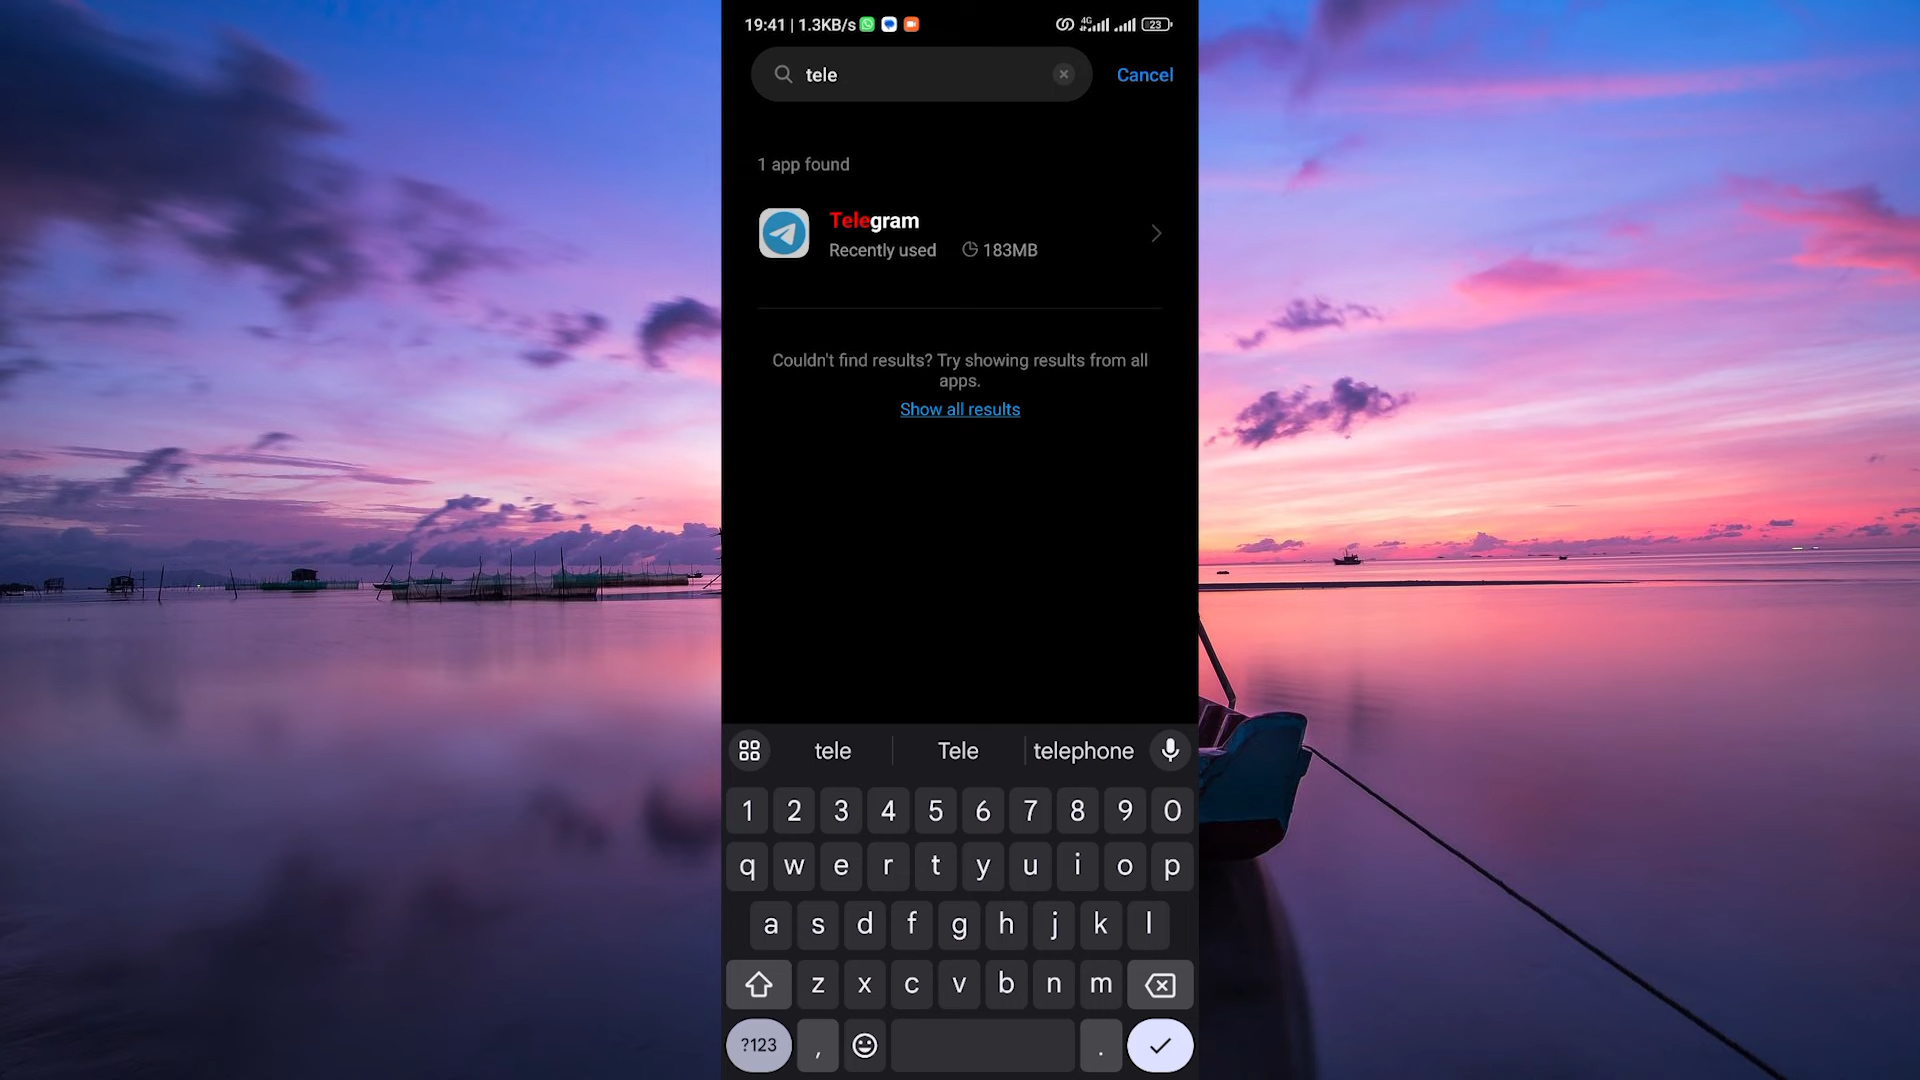 19:41 | 1.3KB/s 4G 23
tele
Cancel
1 app found
Telegram
Recently used 183MB
Couldn't find results? Try showing results from all
apps.
Show all results
tele Tele telephone
1 2 3 4 5 6 7 8 9 0
q w e r t y u i o p
a s d f g h j k l
z x c v b n m
?123 , .